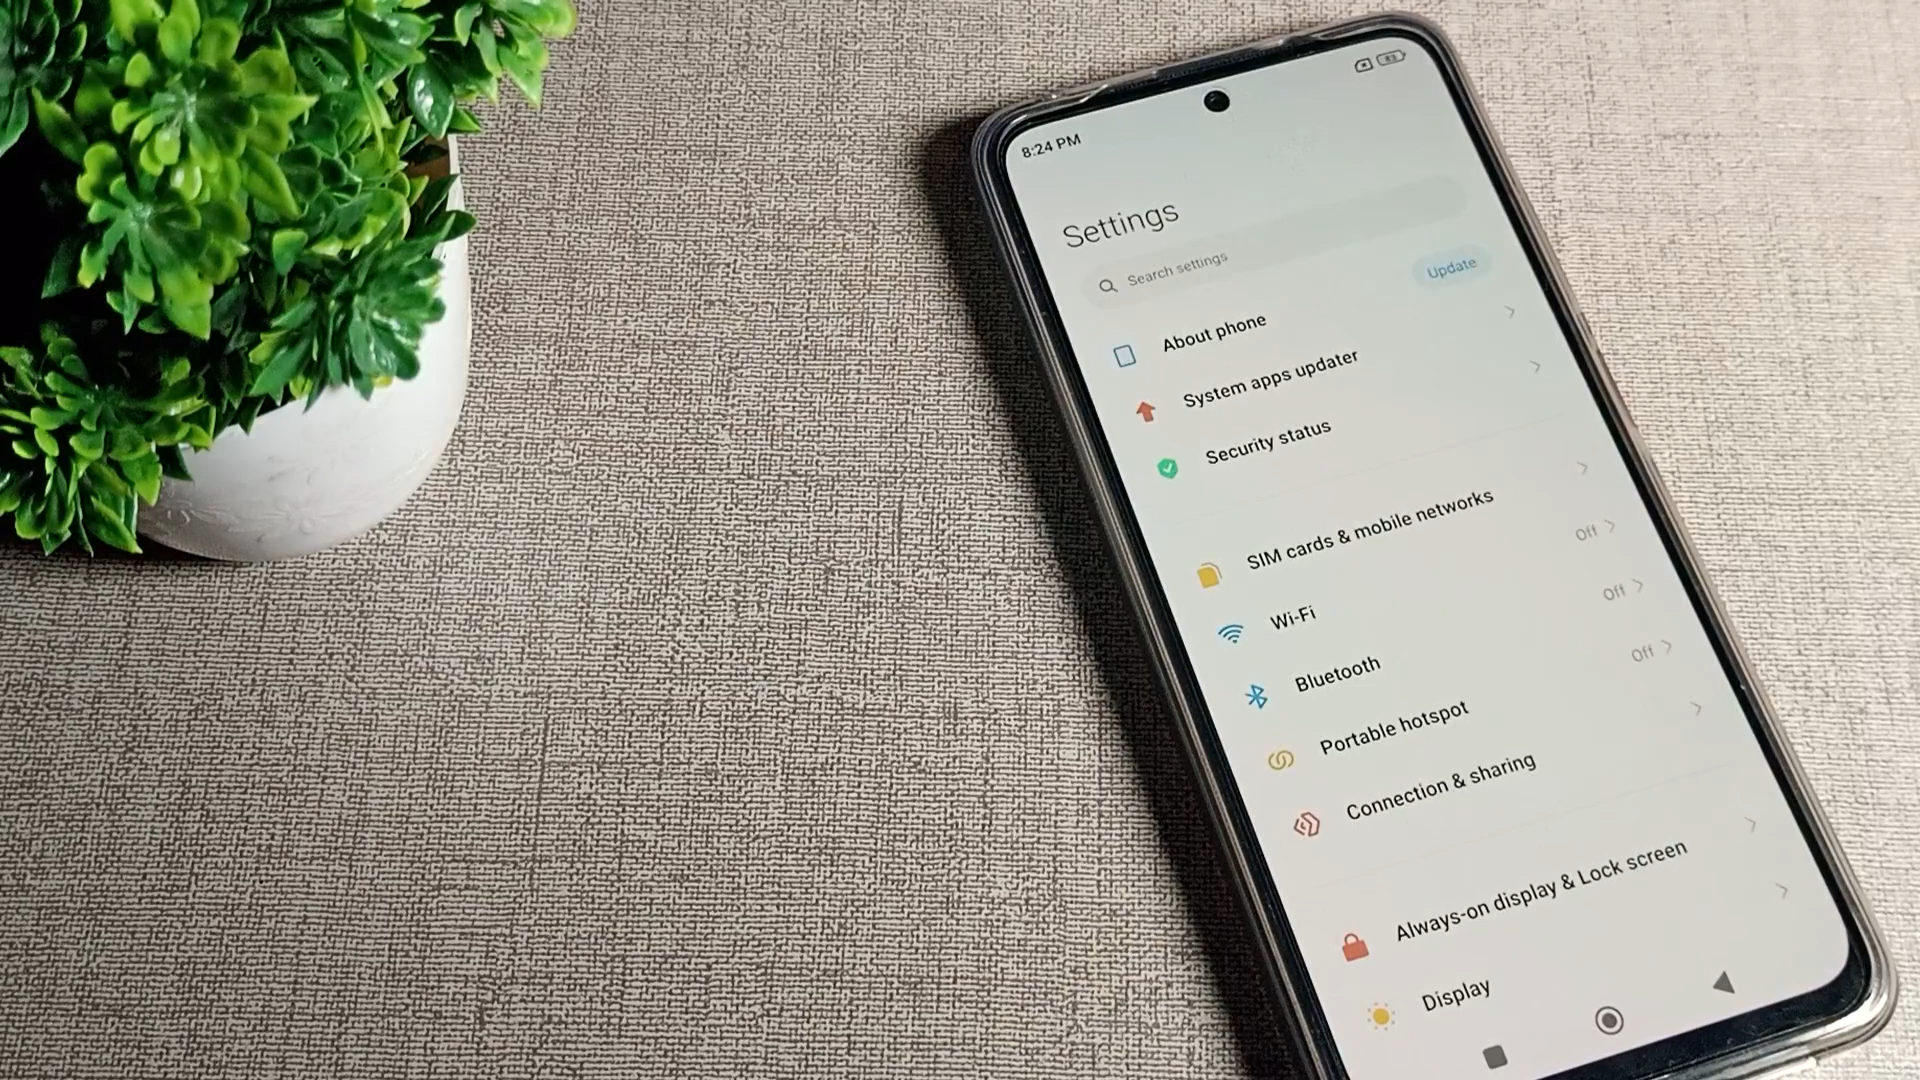 8:24 PM
Settings
Search settings
About phone
Update
System apps updater
Security status
SIM cards & mobile networks
Wi-Fi
Off
Bluetooth
Off
Portable hotspot
Off
Connection & sharing
Always-on display & Lock screen
Display